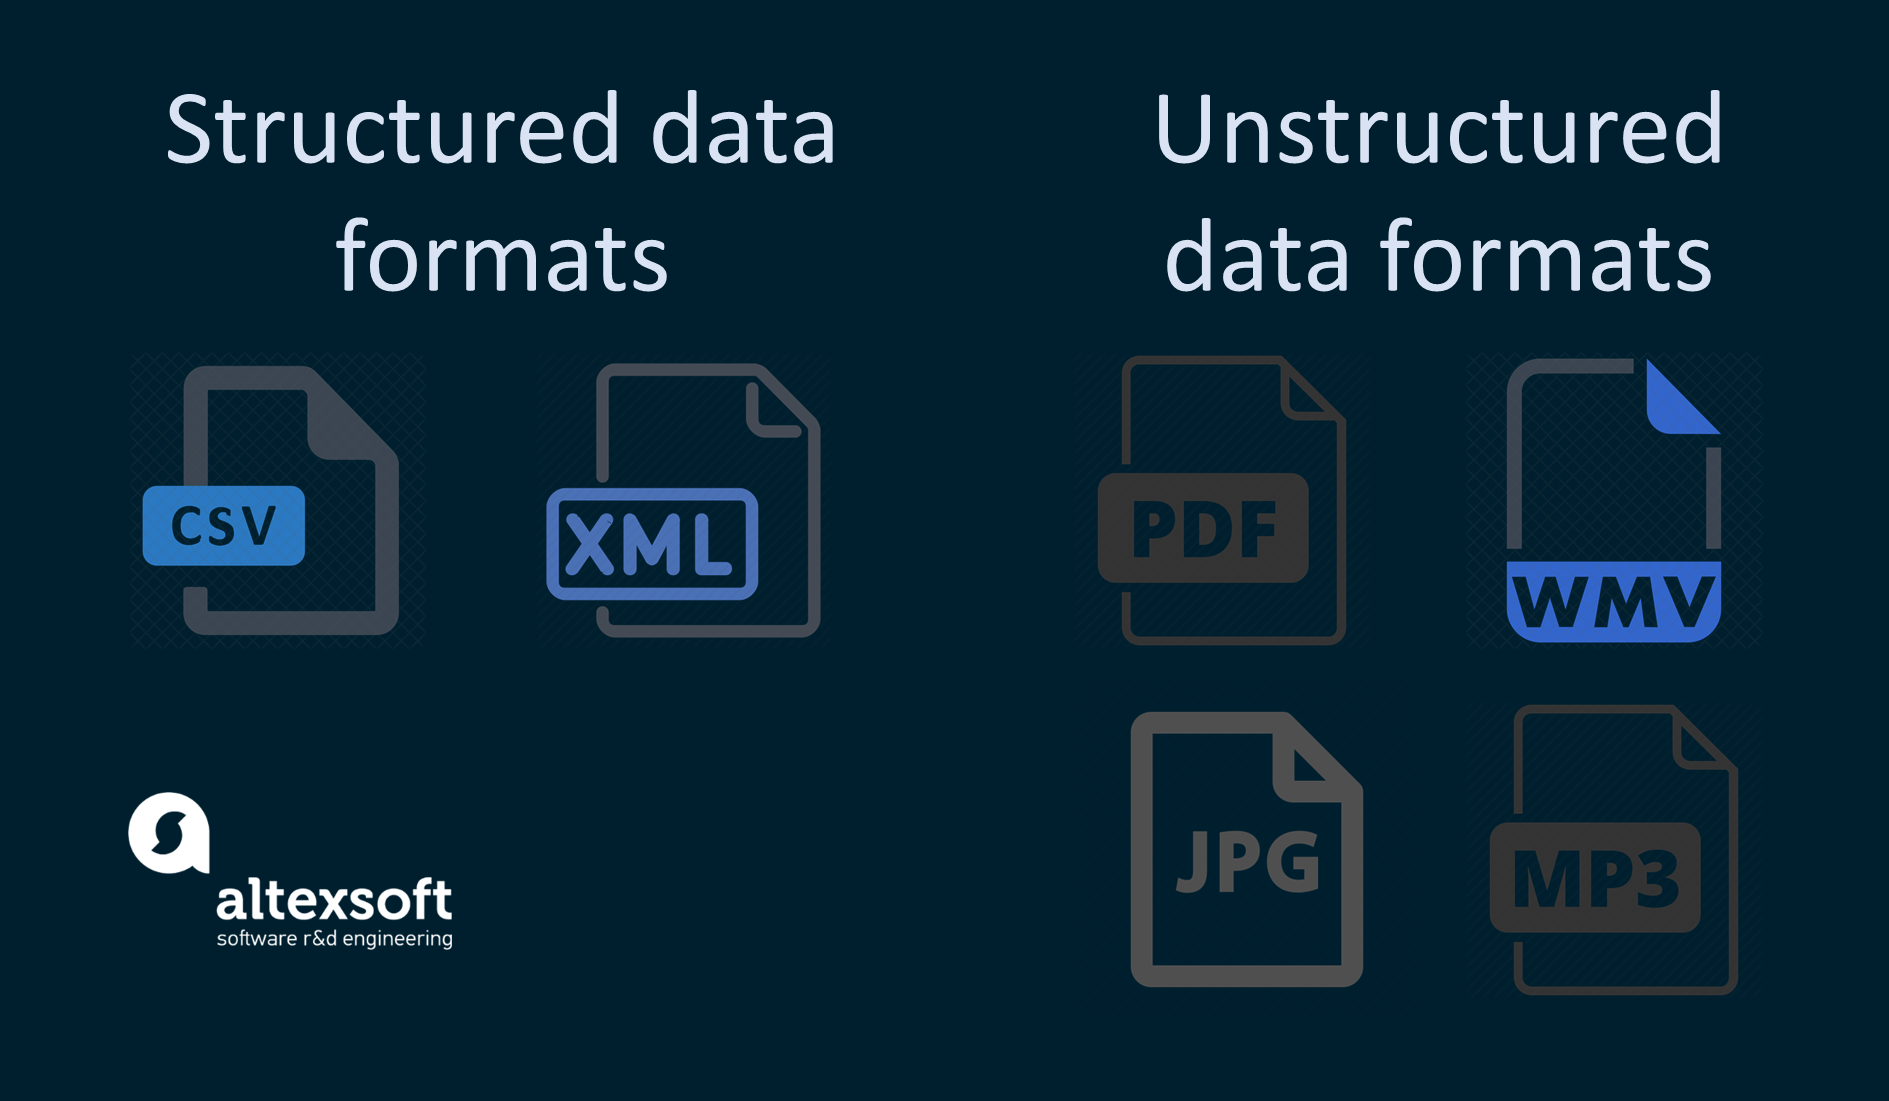 Structured data
formats
CSV
XML
Unstructured
data formats
PDF
WMV
JPG
MP3
altexsoft
software r&d engineering